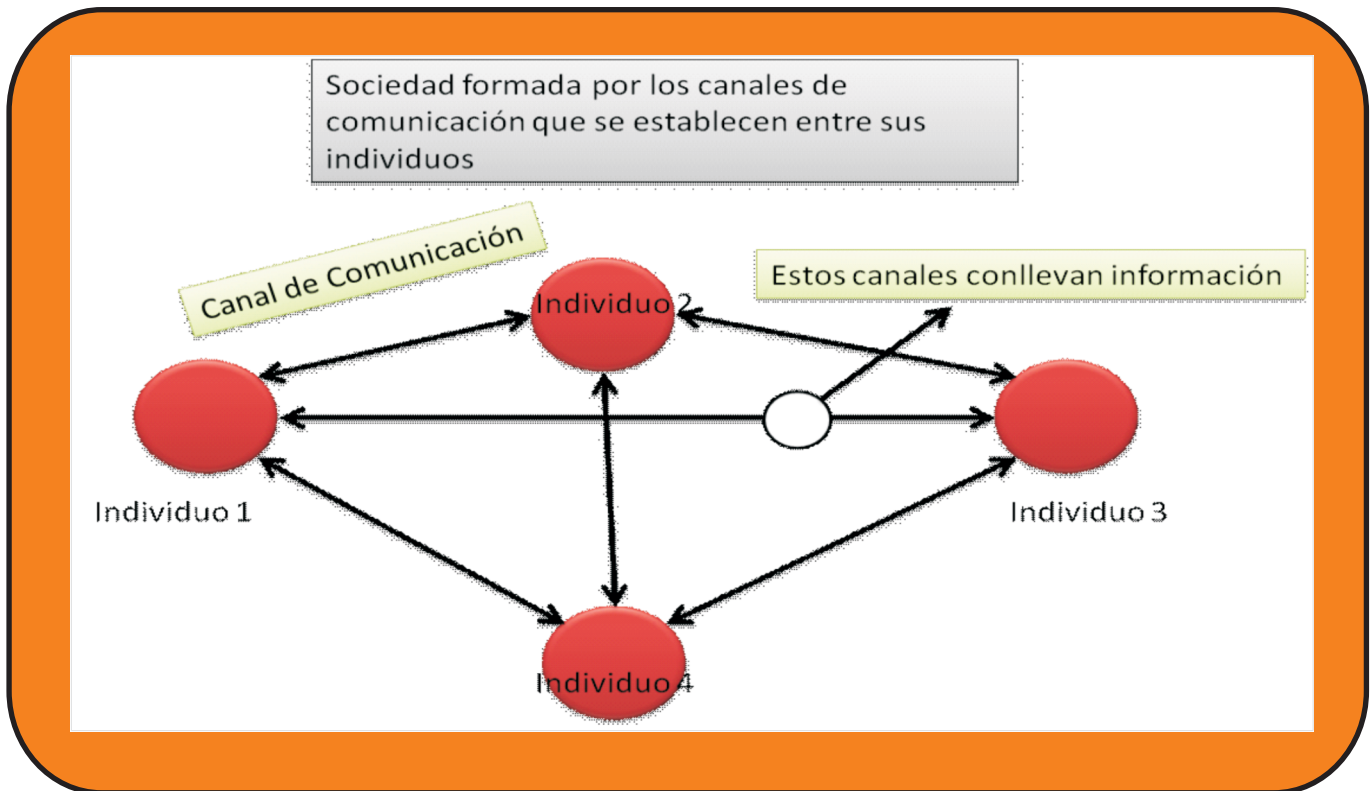 Sociedad formada por los canales de
comunicación que se establecen entre sus
individuos
Canal de Comunicación
Estos canales conllevan información
Individuo 2
Individuo 1
Individuo 3
Individuo 4